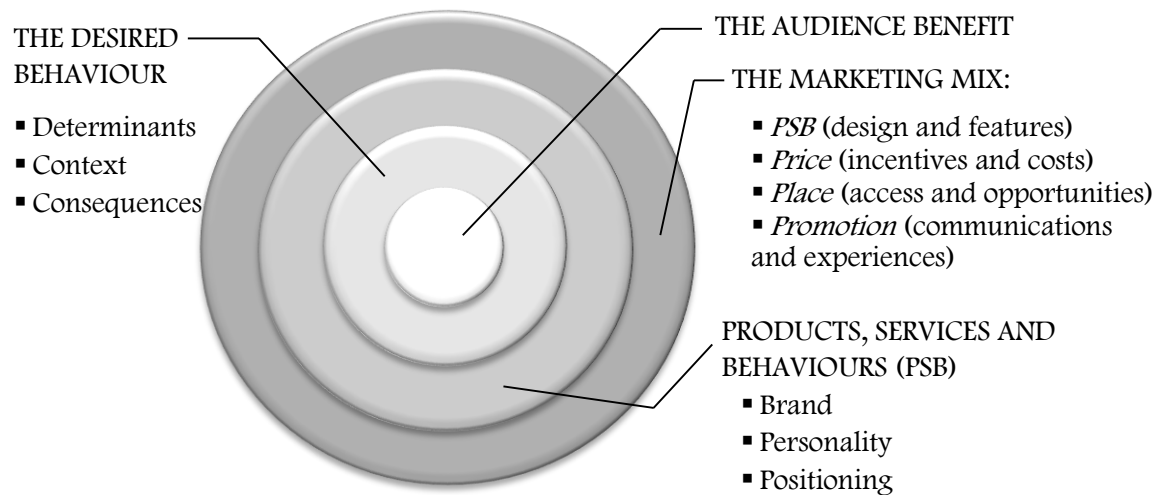 THE DESIRED
BEHAVIOUR
▪ Determinants
▪ Context
▪ Consequences
THE AUDIENCE BENEFIT
THE MARKETING MIX:
▪ PSB (design and features)
▪ Price (incentives and costs)
▪ Place (access and opportunities)
▪ Promotion (communications
and experiences)
PRODUCTS, SERVICES AND
BEHAVIOURS (PSB)
▪ Brand
▪ Personality
▪ Positioning